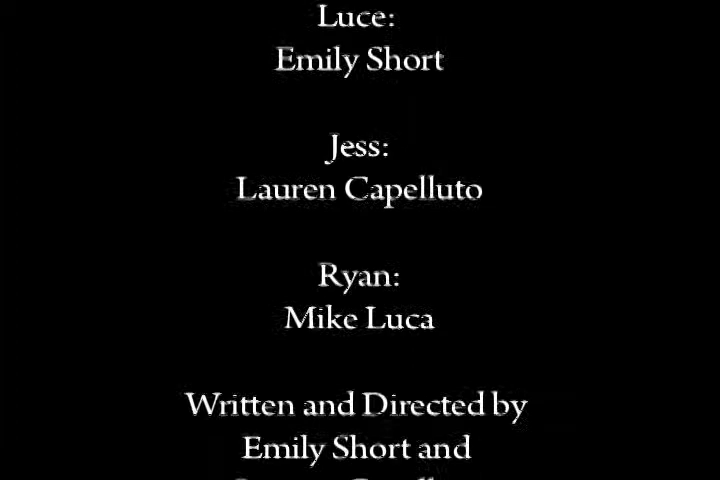 Luce:
Emily Short
Jess:
Lauren Capelluto
Ryan:
Mike Luca
Written and Directed by
Emily Short and